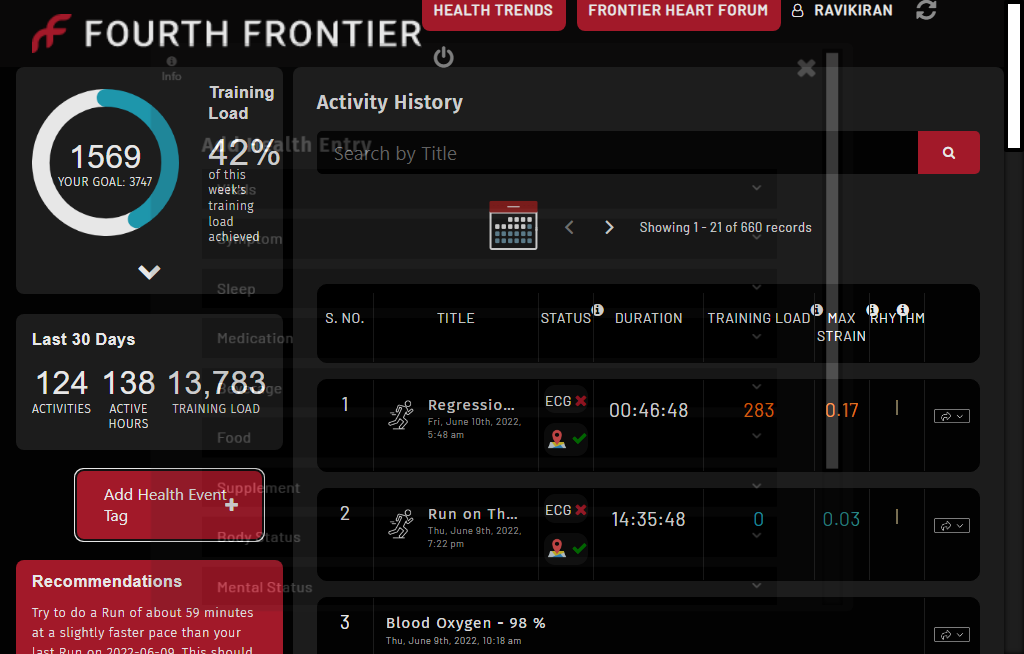 FOURTH FRONTIER
HEALTH TRENDS
FRONTIER HEART FORUM
RAVIKIRAN
Info
Training
Load
1569
YOUR GOAL: 3747
42%
of this
week's
training
load
achieved
Last 30 Days
124
ACTIVITIES
138
ACTIVE
HOURS
13,783
TRAINING LOAD
Add Health Event
Tag
Recommendations
Try to do a Run of about 59 minutes
at a slightly faster pace than your
last Run on 2022-06-09. This should
Add Health Entry
Symptom
Sleep
Medication
Beverage
Food
Supplement
Body Status
Mental Status
Activity History
Search by Title
Showing 1 - 21 of 660 records
S. NO.
TITLE
STATUS
DURATION
TRAINING LOAD
MAX
STRAIN
RHYTHM
1
Regressio...
Fri, June 10th, 2022,
5:48 am
ECG
00:46:48
283
0.17
2
Run on Th...
Thu, June 9th, 2022,
7:22 pm
ECG
14:35:48
0
0.03
3
Blood Oxygen - 98 %
Thu, June 9th, 2022, 10:18 am